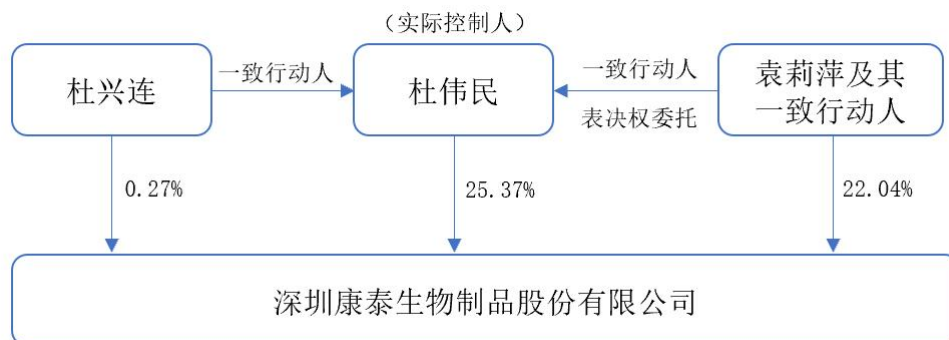 （实际控制人）
杜兴连
一致行动人
杜伟民
一致行动人
表决权委托
袁莉萍及其
一致行动人
0.27%
25.37%
22.04%
深圳康泰生物制品股份有限公司